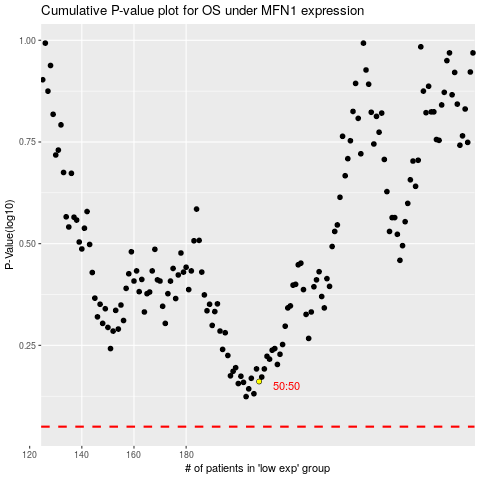 Cumulative P-value plot for OS under MFN1 expression
P-Value(log10)
1.00
0.75
0.50
0.25
50:50
120 140 160 180
# of patients in 'low exp' group